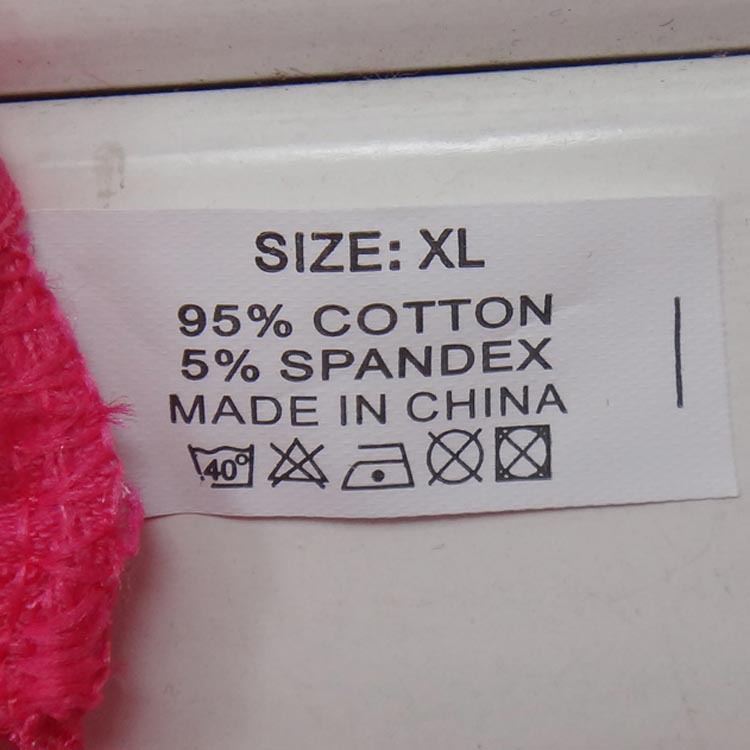 SIZE: XL
95% COTTON
5% SPANDEX
MADE IN CHINA
40°